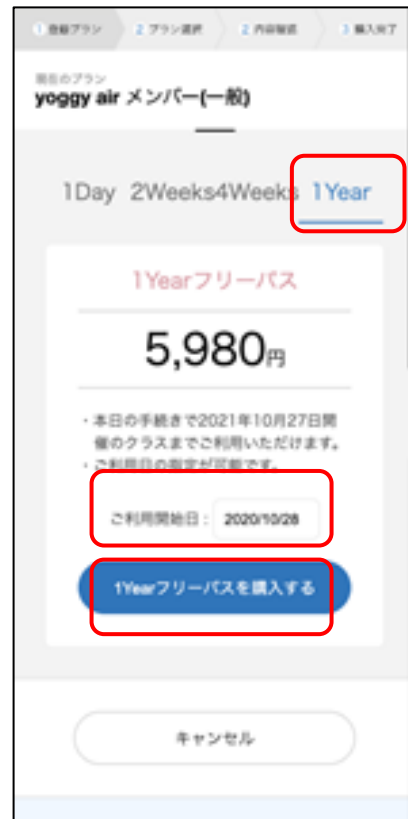 1 登録プラン 2 プラン選択 2 内容確認 3 購入完了
現在のプラン
yoggy air メンバー(一般)
1Day 2Weeks4Weeks 1Year
1Yearフリーパス
5,980円
・本日の手続きで2021年10月27日開
催のクラスまでご利用いただけます。
・ご利用日の指定が可能です。
ご利用開始日: 2020/10/28
1Yearフリーパスを購入する
キャンセル